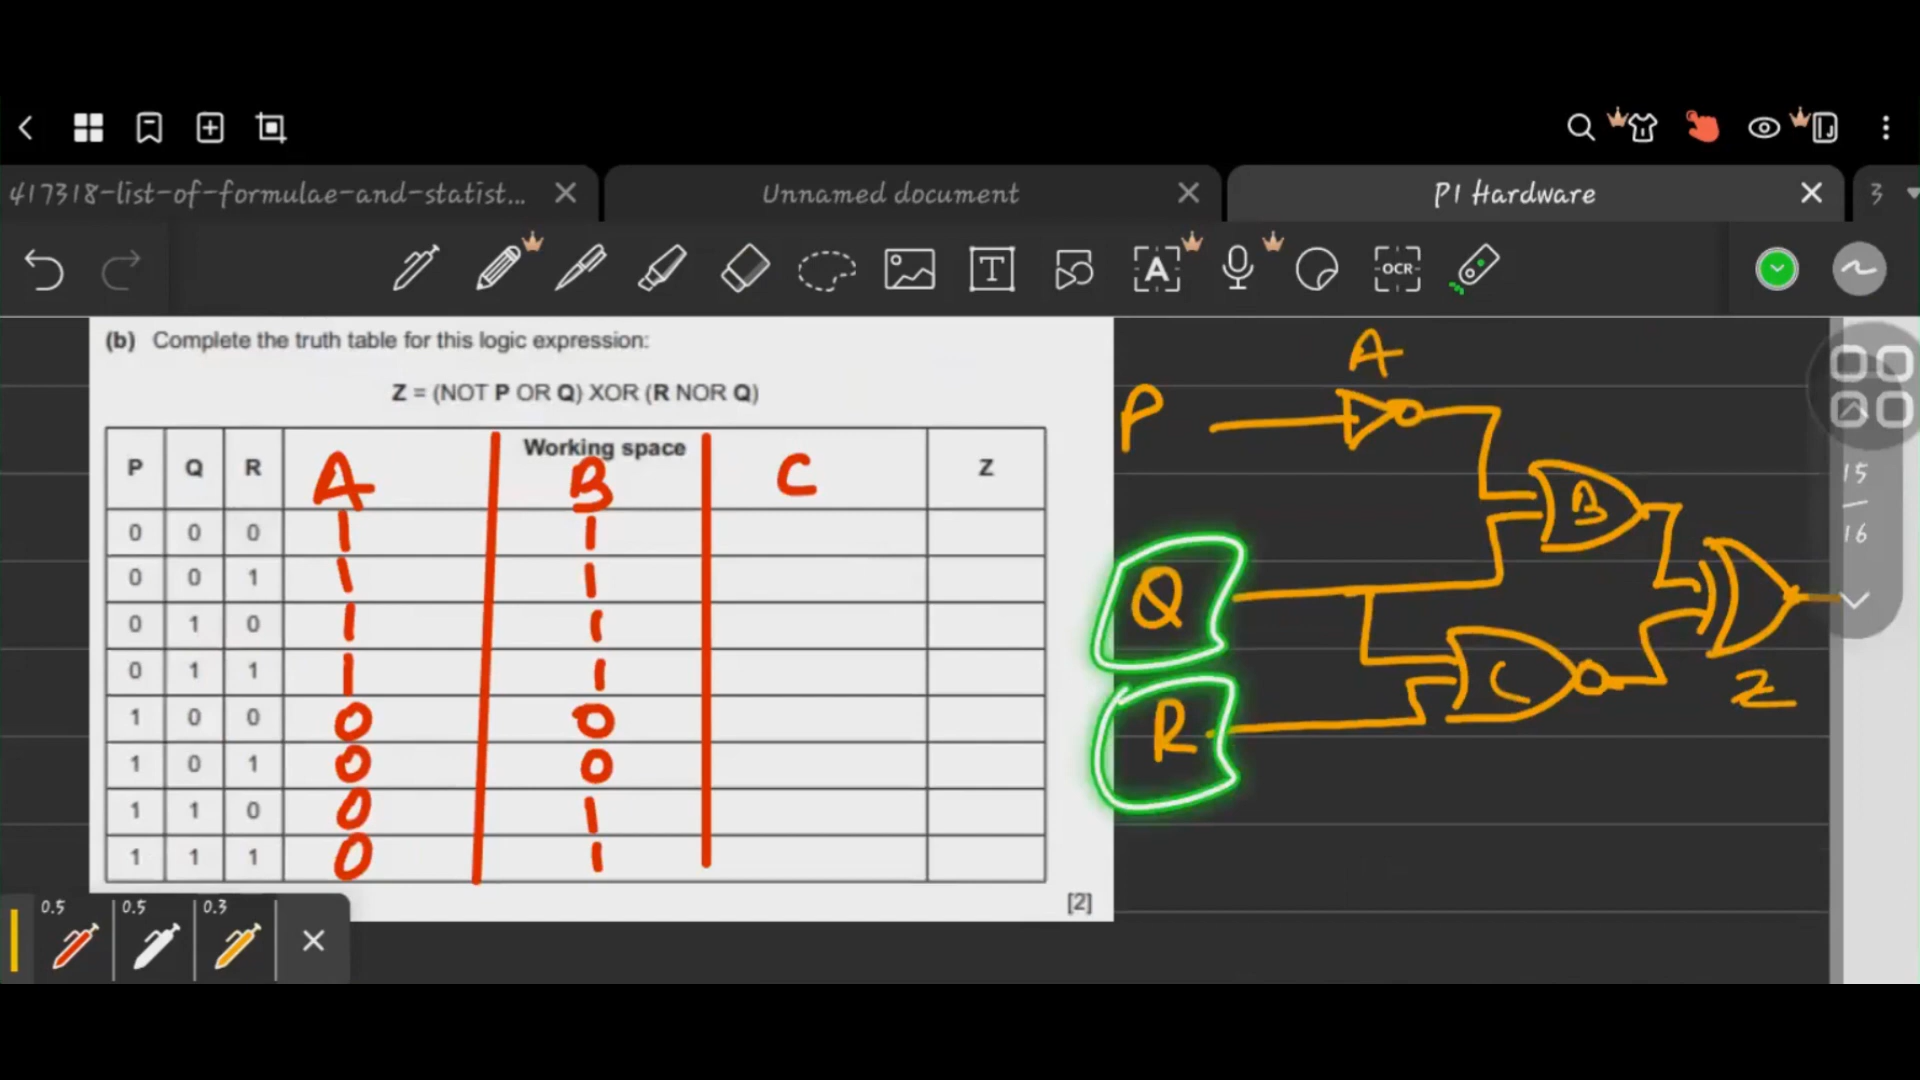 417318-list-of-formulae-and-statist...
Unnamed document
P1 Hardware
3
T
A
OCR
(b) Complete the truth table for this logic expression:
Z = (NOT P OR Q) XOR (R NOR Q)
P Q R Working space Z
A B C
0 0 0 1 1
0 0 1 1 1
0 1 0 1 1
0 1 1 1 1
1 0 0 0 0
1 0 1 0 0
1 1 0 0 1
1 1 1 0 1
[2]
A
P
B
Q
C
R
Z
15
16
0.5 0.5 0.3